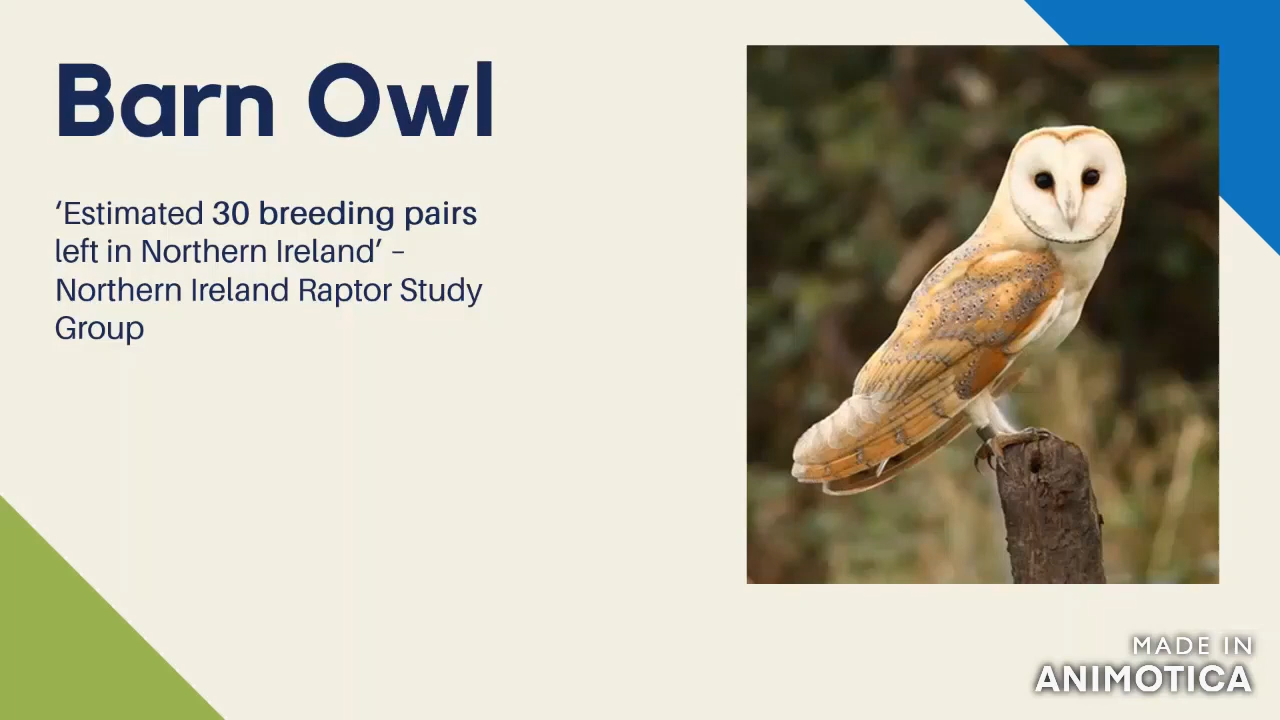 Barn Owl
‘Estimated 30 breeding pairs
left in Northern Ireland’ –
Northern Ireland Raptor Study
Group
MADE IN
ANIMOTICA